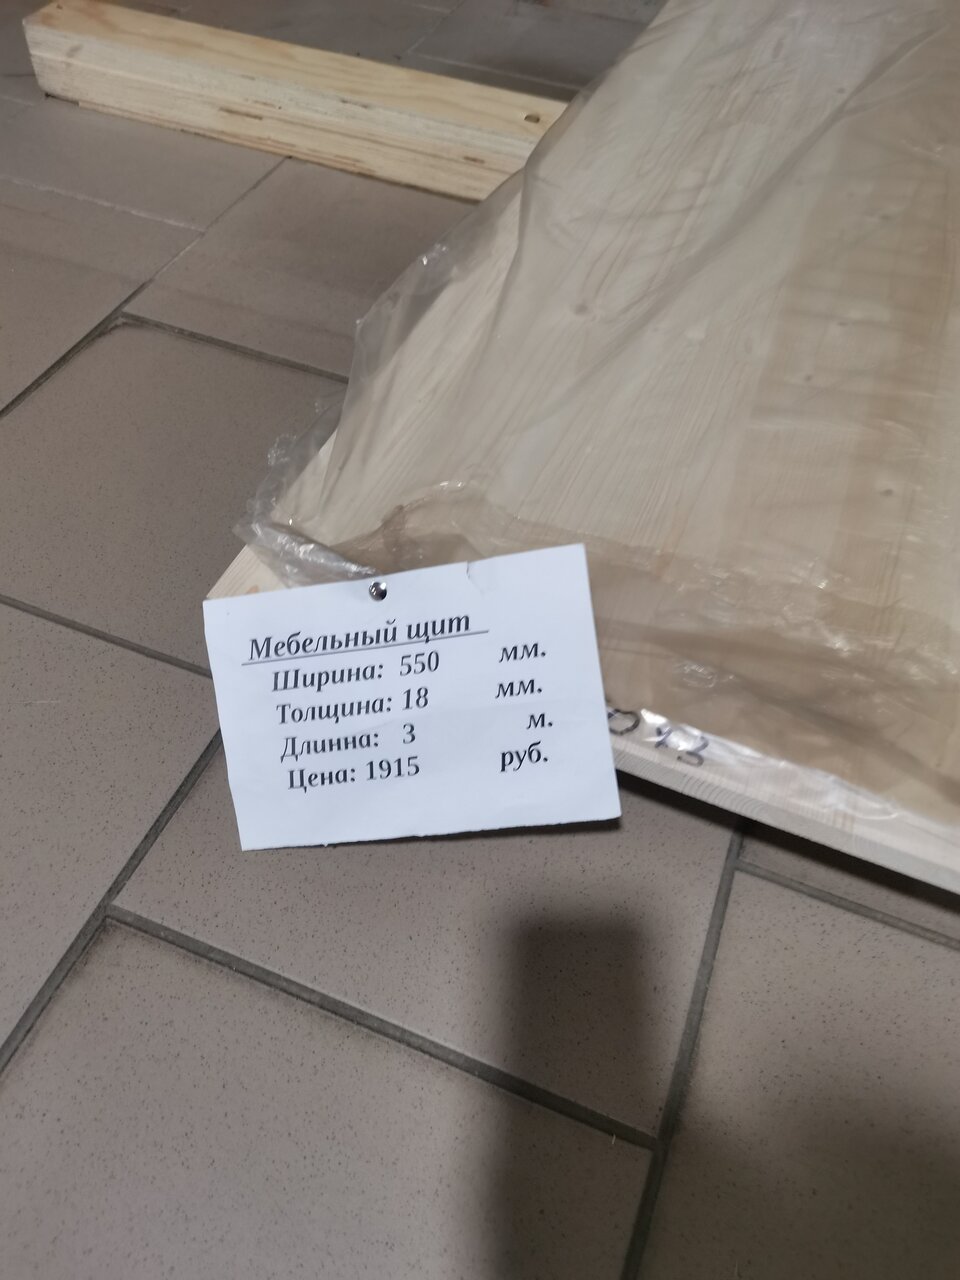 Мебельный щит
Ширина: 550 мм.
Толщина: 18 мм.
Длинна: 3 м.
Цена: 1915 руб.